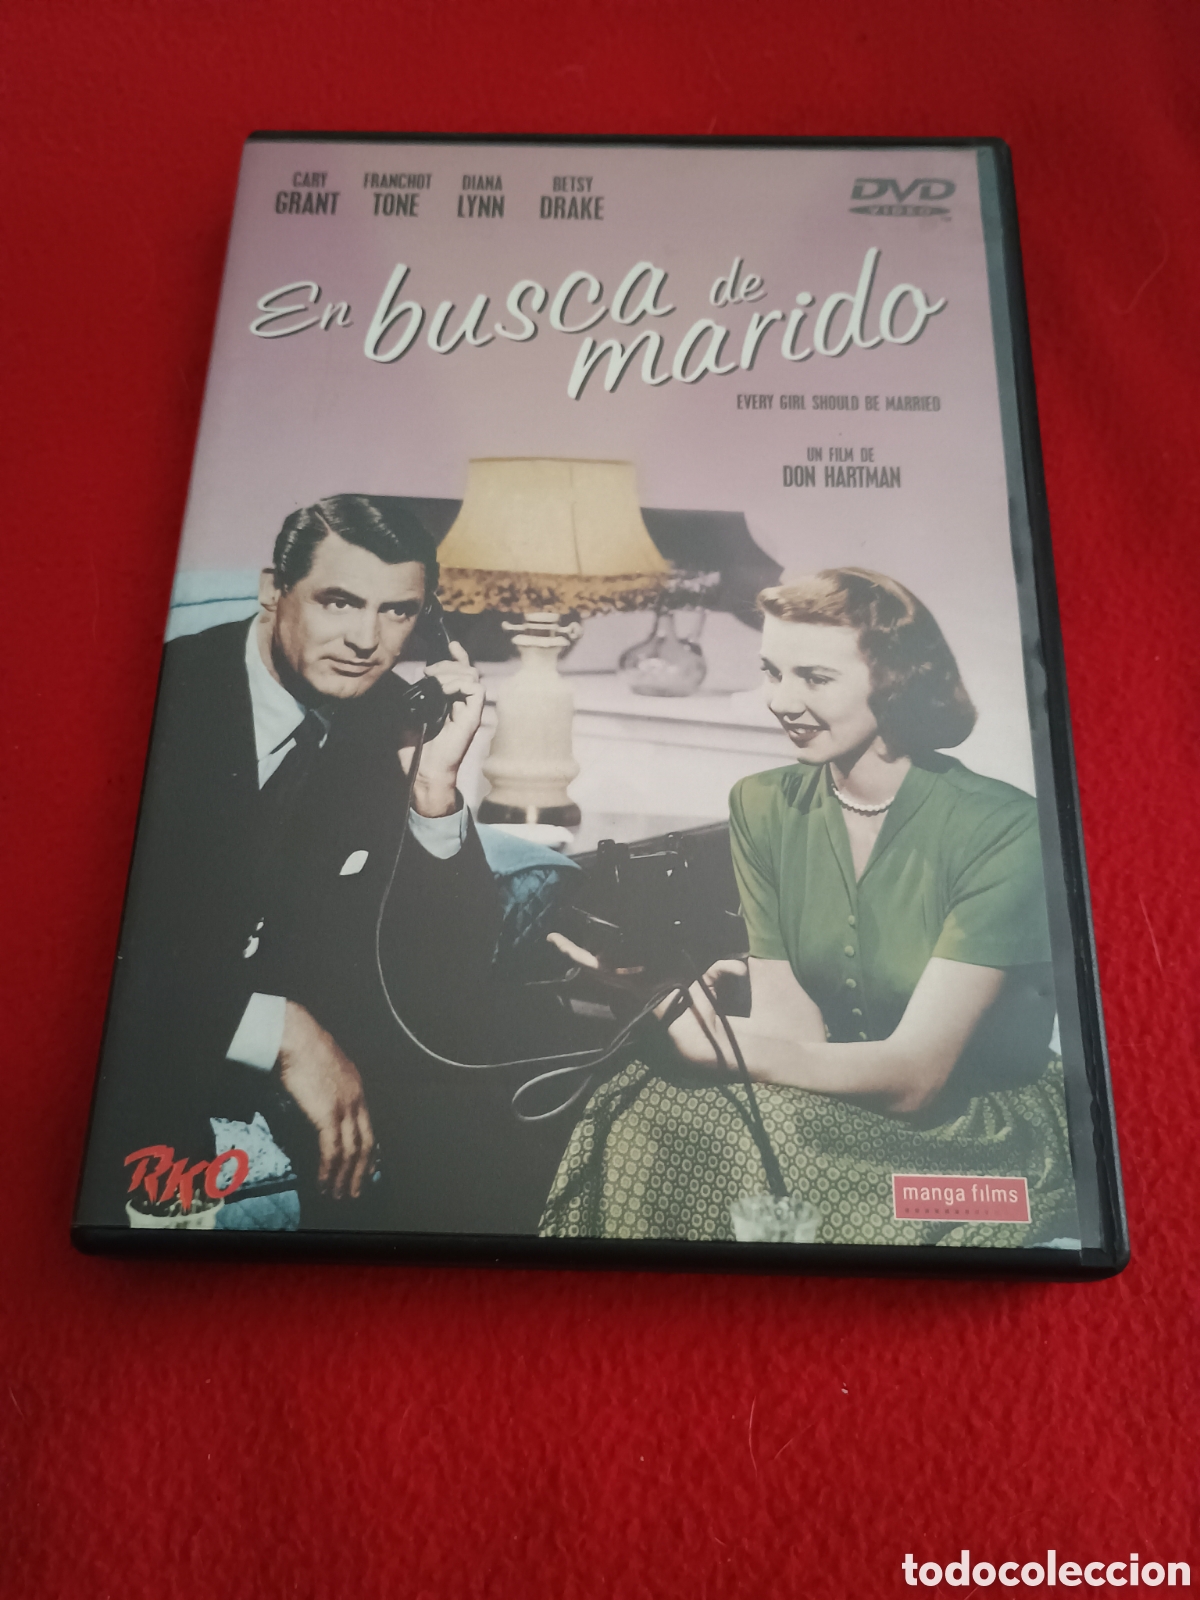 CARY FRANCHOT DIANA BETSY
GRANT TONE LYNN DRAKE
DVD
VIDEO
En busca de
marido
EVERY GIRL SHOULD BE MARRIED
UN FILM DE
DON HARTMAN
RKO
manga films
todocoleccion